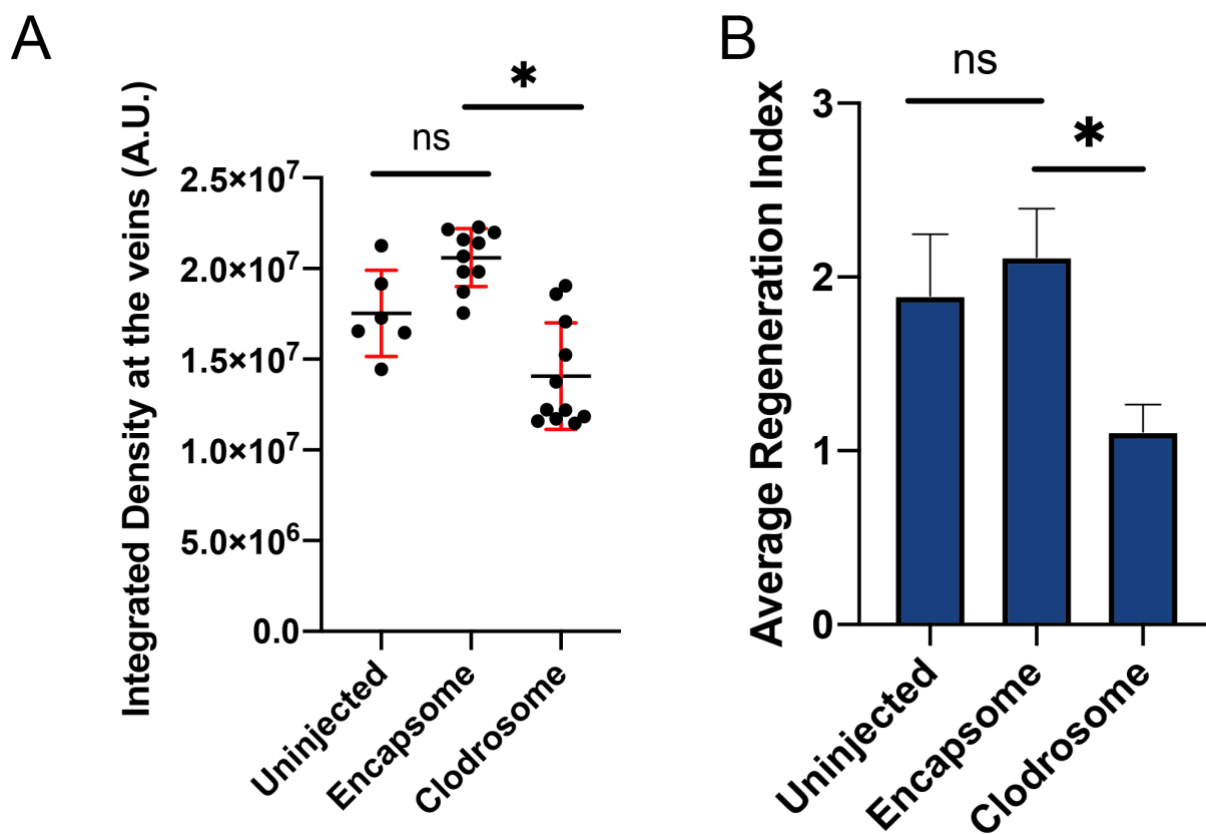 A
Integrated Density at the veins (A.U.)
*
ns
2.5×10⁷
2.0×10⁷
1.5×10⁷
1.0×10⁷
5.0×10⁶
0.0
Uninjected
Encapsome
Clodrosome
B
Average Regeneration Index
ns
*
3
2
1
0
Uninjected
Encapsome
Clodrosome